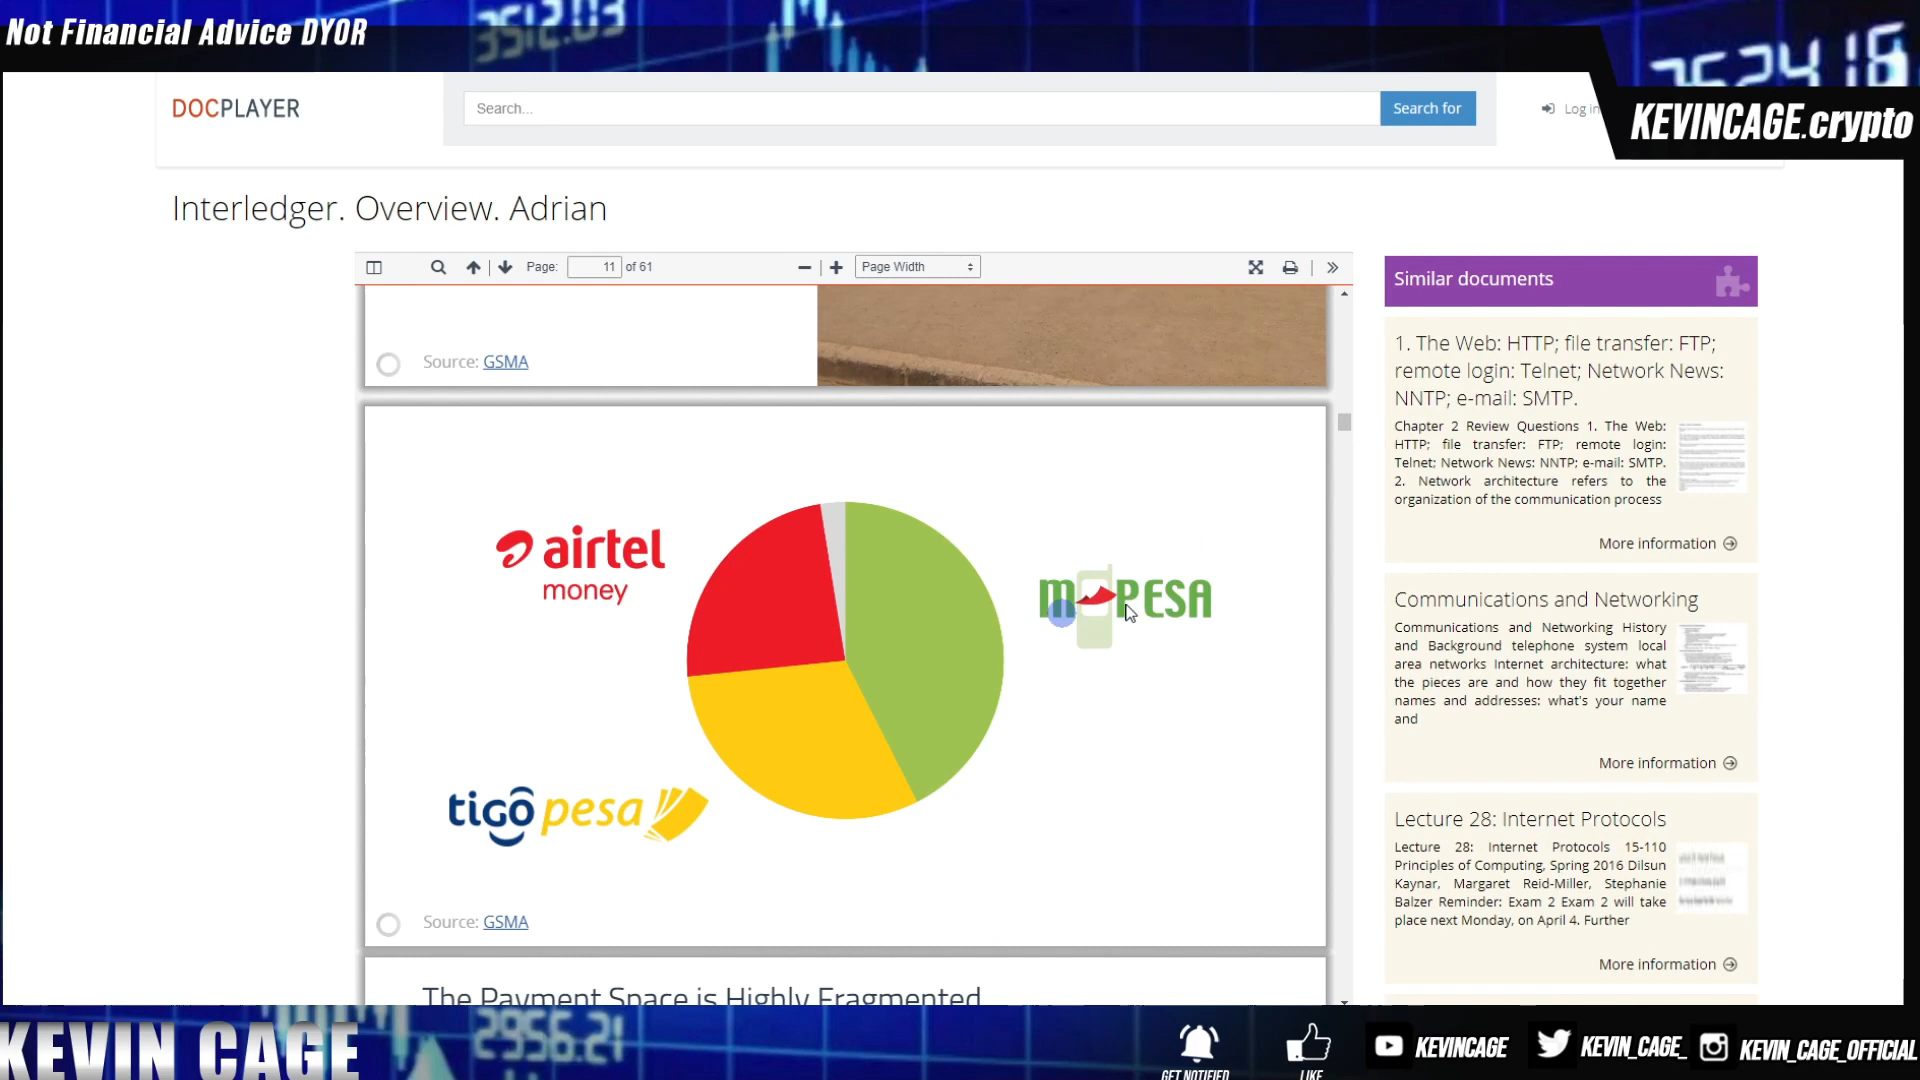 Not Financial Advice DYOR
3512.03
KEVINCAGE.crypto
DOCPLAYER
Search...
Search for
Log in
Interledger. Overview. Adrian
Page: 11 of 61
Page Width
Source: GSMA
airtel
money
M PESA
tigo pesa
Source: GSMA
The Payment Space is Highly Fragmented
Similar documents
1. The Web: HTTP; file transfer: FTP;
remote login: Telnet; Network News:
NNTP; e-mail: SMTP.
Chapter 2 Review Questions 1. The Web:
HTTP; file transfer: FTP; remote login:
Telnet; Network News: NNTP; e-mail: SMTP.
2. Network architecture refers to the
organization of the communication process
More information
Communications and Networking
Communications and Networking History
and Background telephone system local
area networks Internet architecture: what
the pieces are and how they fit together
names and addresses: what's your name
and
More information
Lecture 28: Internet Protocols
Lecture 28: Internet Protocols 15-110
Principles of Computing, Spring 2016 Dilsun
Kaynar, Margaret Reid-Miller, Stephanie
Balzer Reminder: Exam 2 Exam 2 will take
place next Monday, on April 4. Further
More information
KEVIN CAGE
2956.21
GET NOTIFIED
LIKE
KEVINCAGE
KEVIN_CAGE_
KEVIN_CAGE_OFFICIAL